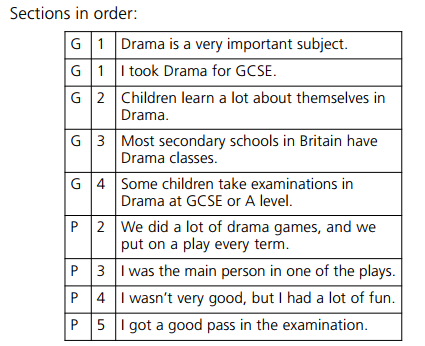 Sections in order:
G 1 Drama is a very important subject.
G 1 I took Drama for GCSE.
G 2 Children learn a lot about themselves in
Drama.
G 3 Most secondary schools in Britain have
Drama classes.
G 4 Some children take examinations in
Drama at GCSE or A level.
P 2 We did a lot of drama games, and we
put on a play every term.
P 3 I was the main person in one of the plays.
P 4 I wasn't very good, but I had a lot of fun.
P 5 I got a good pass in the examination.